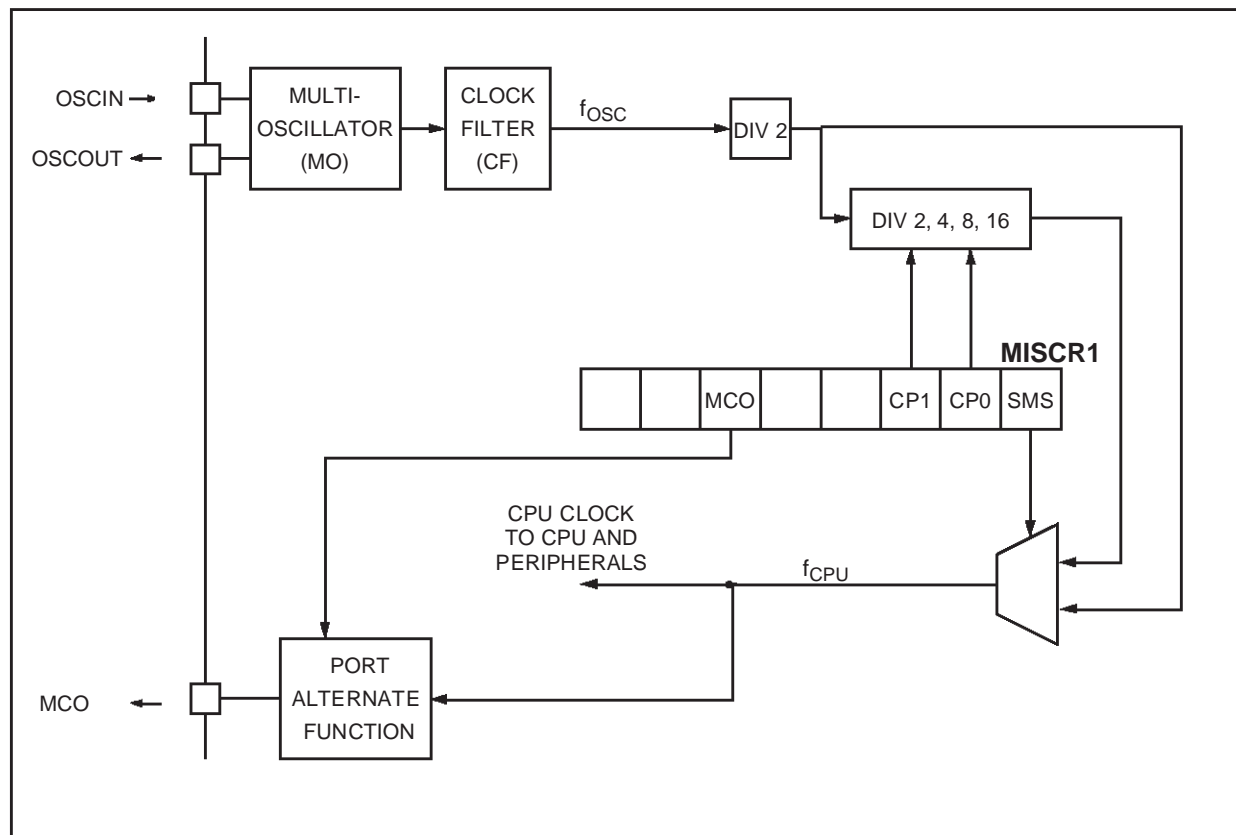 OSCIN
OSCOUT
MULTI-
OSCILLATOR
(MO)
CLOCK
FILTER
(CF)
fOSC
DIV 2
DIV 2, 4, 8, 16
MISCR1
MCO
CP1
CP0
SMS
CPU CLOCK
TO CPU AND
PERIPHERALS
fCPU
PORT
ALTERNATE
FUNCTION
MCO